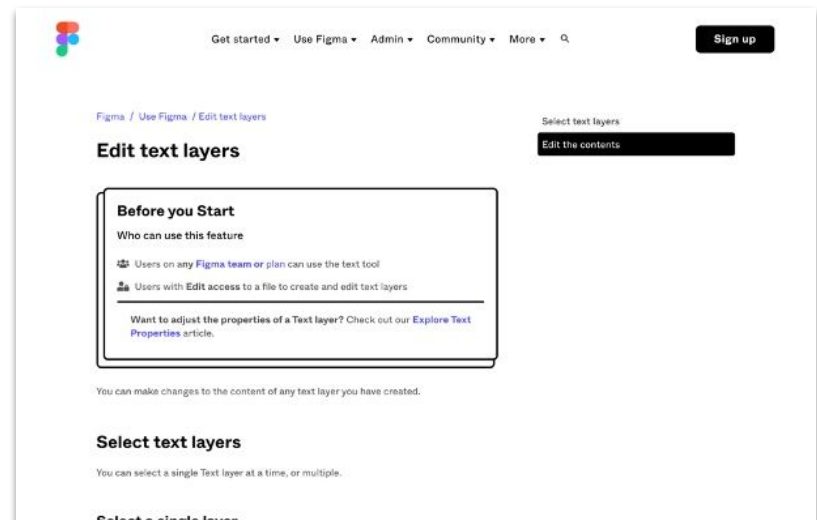 Get started Use Figma Admin Community More
Sign up
Figma / Use Figma / Edit text layers
Edit text layers
Select text layers
Edit the contents
Before you Start
Who can use this feature
Users on any Figma team or plan can use the text tool
Users with Edit access to a file to create and edit text layers
Want to adjust the properties of a Text layer? Check out our Explore Text
Properties article.
You can make changes to the content of any text layer you have created.
Select text layers
You can select a single Text layer at a time, or multiple.
Select a single layer